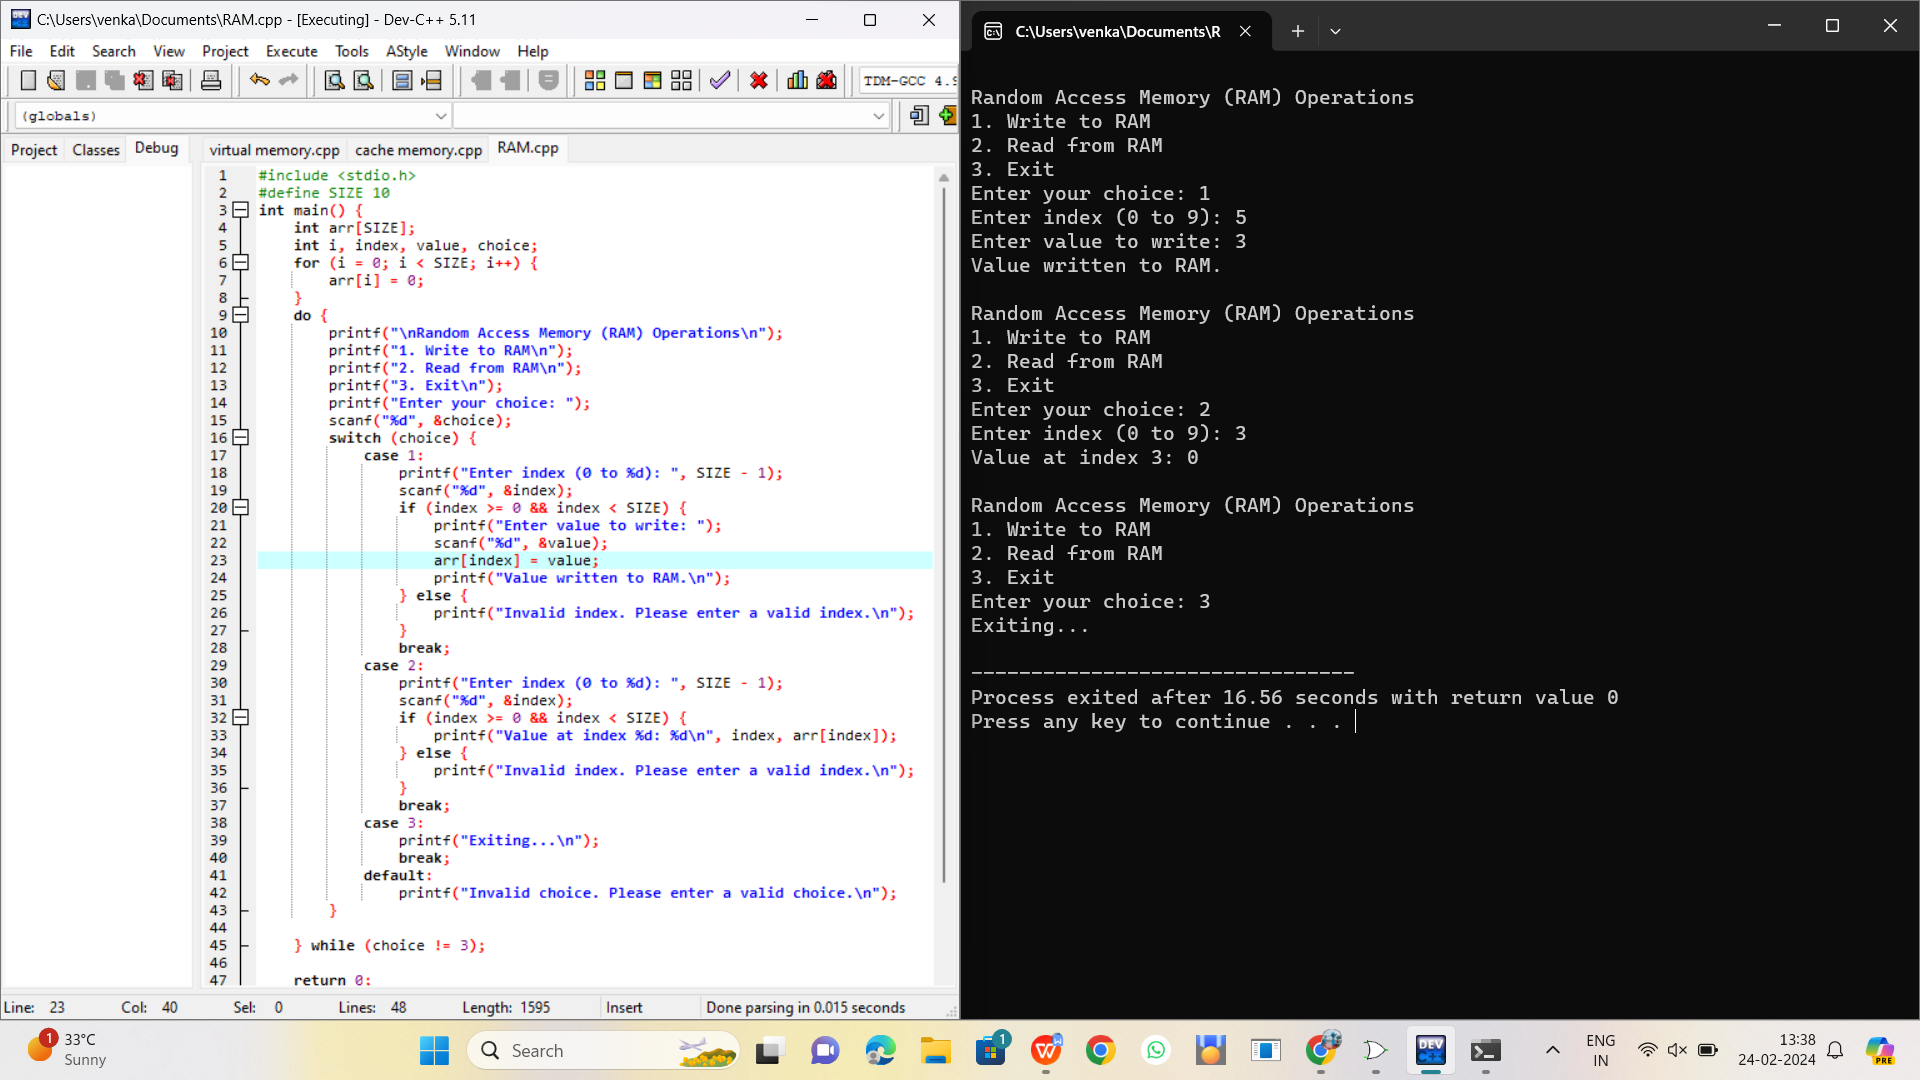 C:\Users\venka\Documents\RAM.cpp - [Executing] - Dev-C++ 5.11
File Edit Search View Project Execute Tools AStyle Window Help
TDM-GCC 4.9
(globals)
Project Classes Debug
virtual memory.cpp cache memory.cpp RAM.cpp
1 #include <stdio.h>
2 #define SIZE 10
3 int main() {
4 int arr[SIZE];
5 int i, index, value, choice;
6 for (i = 0; i < SIZE; i++) {
7 arr[i] = 0;
8 }
9 do {
10 printf("\nRandom Access Memory (RAM) Operations\n");
11 printf("1. Write to RAM\n");
12 printf("2. Read from RAM\n");
13 printf("3. Exit\n");
14 printf("Enter your choice: ");
15 scanf("%d", &choice);
16 switch (choice) {
17 case 1:
18 printf("Enter index (0 to %d): ", SIZE - 1);
19 scanf("%d", &index);
20 if (index >= 0 && index < SIZE) {
21 printf("Enter value to write: ");
22 scanf("%d", &value);
23 arr[index] = value;
24 printf("Value written to RAM.\n");
25 } else {
26 printf("Invalid index. Please enter a valid index.\n");
27 }
28 break;
29 case 2:
30 printf("Enter index (0 to %d): ", SIZE - 1);
31 scanf("%d", &index);
32 if (index >= 0 && index < SIZE) {
33 printf("Value at index %d: %d\n", index, arr[index]);
34 } else {
35 printf("Invalid index. Please enter a valid index.\n");
36 }
37 break;
38 case 3:
39 printf("Exiting...\n");
40 break;
41 default:
42 printf("Invalid choice. Please enter a valid choice.\n");
43 }
44
45 } while (choice != 3);
46
47 return 0;
Line: 23 Col: 40 Sel: 0 Lines: 48 Length: 1595 Insert Done parsing in 0.015 seconds
C:\Users\venka\Documents\R
Random Access Memory (RAM) Operations
1. Write to RAM
2. Read from RAM
3. Exit
Enter your choice: 1
Enter index (0 to 9): 5
Enter value to write: 3
Value written to RAM.
Random Access Memory (RAM) Operations
1. Write to RAM
2. Read from RAM
3. Exit
Enter your choice: 2
Enter index (0 to 9): 3
Value at index 3: 0
Random Access Memory (RAM) Operations
1. Write to RAM
2. Read from RAM
3. Exit
Enter your choice: 3
Exiting...
--------------------------------
Process exited after 16.56 seconds with return value 0
Press any key to continue . . .
1
33°C
Sunny
Search
1
DEV
C++
ENG
IN
13:38
24-02-2024
PRE